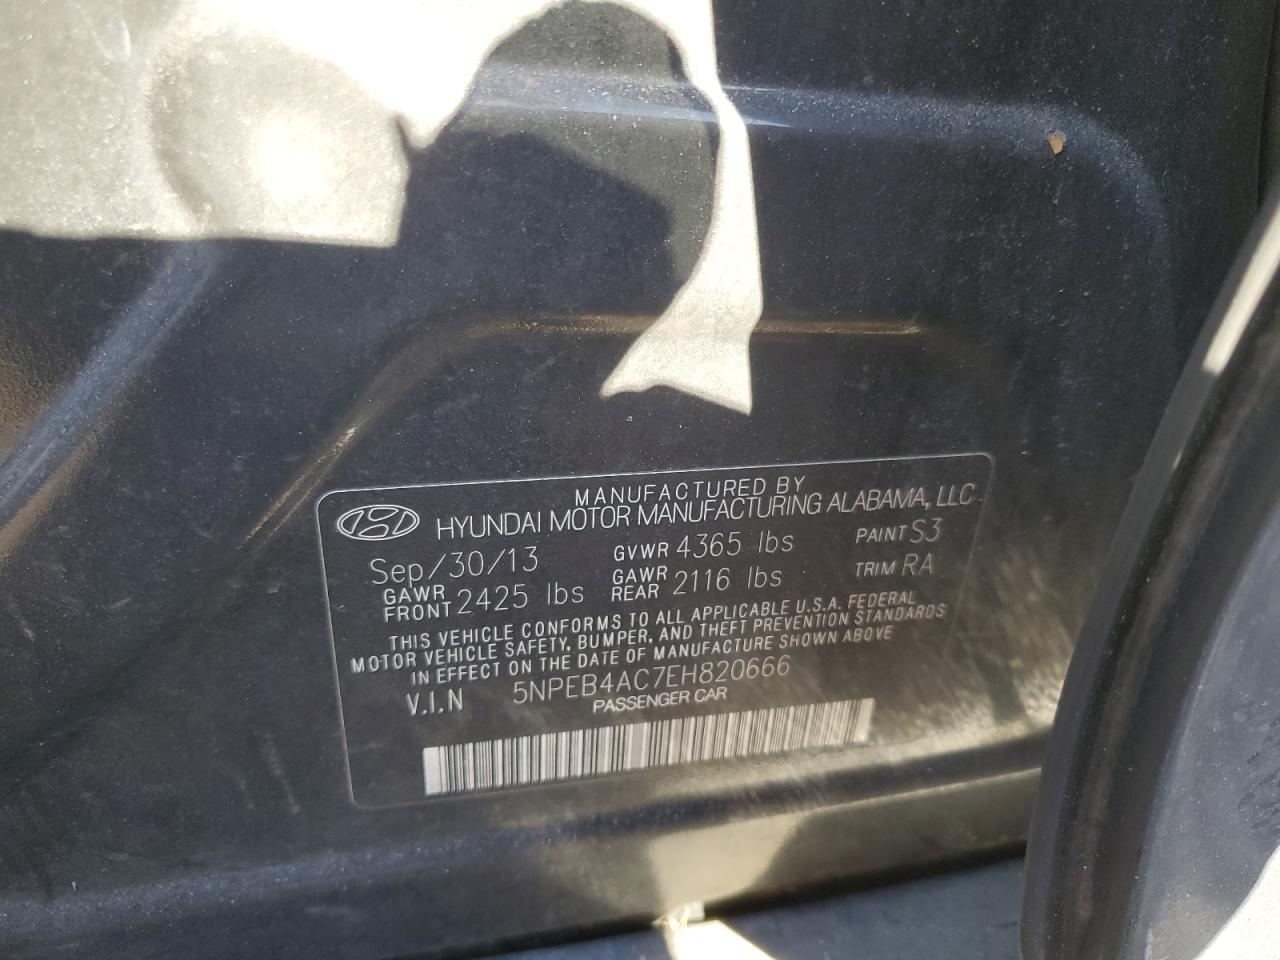 MANUFACTURED BY
HYUNDAI MOTOR MANUFACTURING ALABAMA, LLC
Sep/30/13 GVWR 4365 lbs PAINT S3
GAWR FRONT 2425 lbs GAWR REAR 2116 lbs TRIM RA
THIS VEHICLE CONFORMS TO ALL APPLICABLE U.S.A. FEDERAL
MOTOR VEHICLE SAFETY, BUMPER, AND THEFT PREVENTION STANDARDS
IN EFFECT ON THE DATE OF MANUFACTURE SHOWN ABOVE
V.I.N 5NPEB4AC7EH820666
PASSENGER CAR